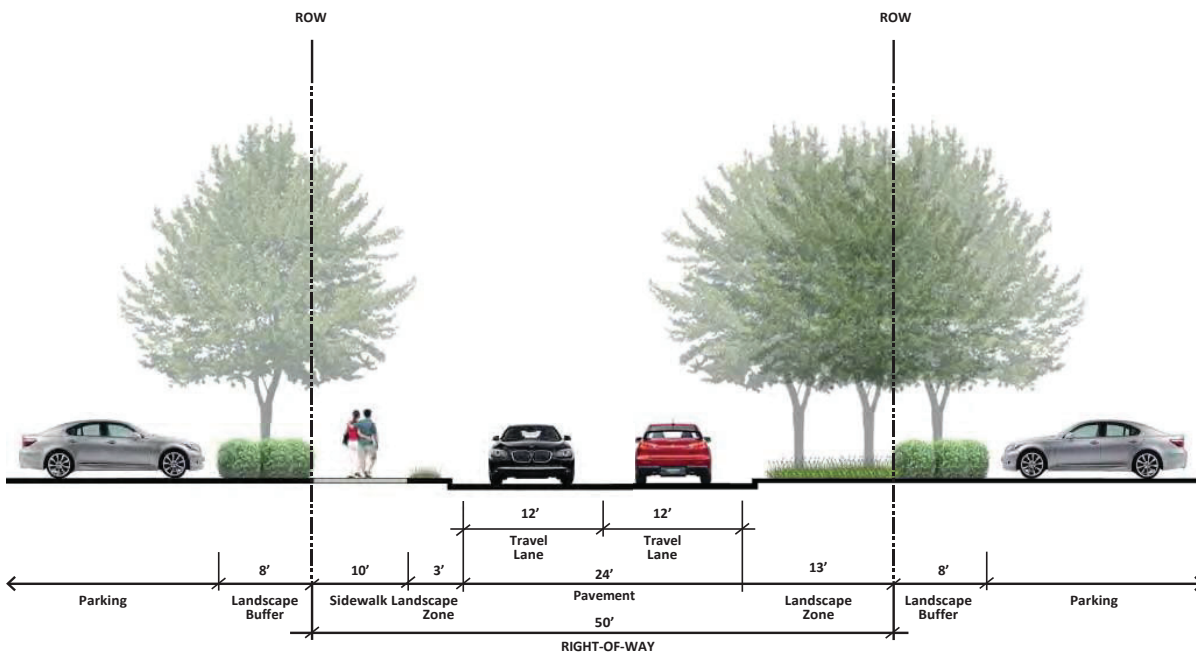 ROW ROW
12' 12'
Travel Travel
Lane Lane
8' 10' 3' 24' 13' 8'
Parking Landscape Sidewalk Landscape Pavement Landscape Landscape Parking
Buffer Zone Zone Buffer
50'
RIGHT-OF-WAY